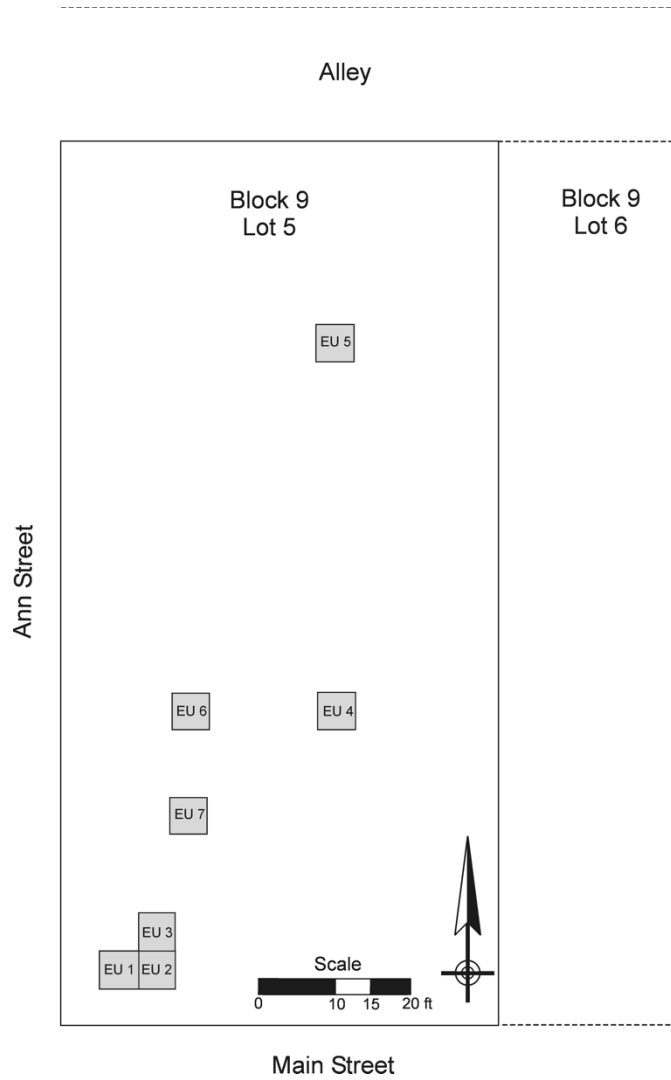 Alley
Block 9
Lot 5
Block 9
Lot 6
EU 5
Ann Street
EU 6
EU 4
EU 7
EU 3
EU 1
EU 2
Scale
0 10 15 20 ft
Main Street